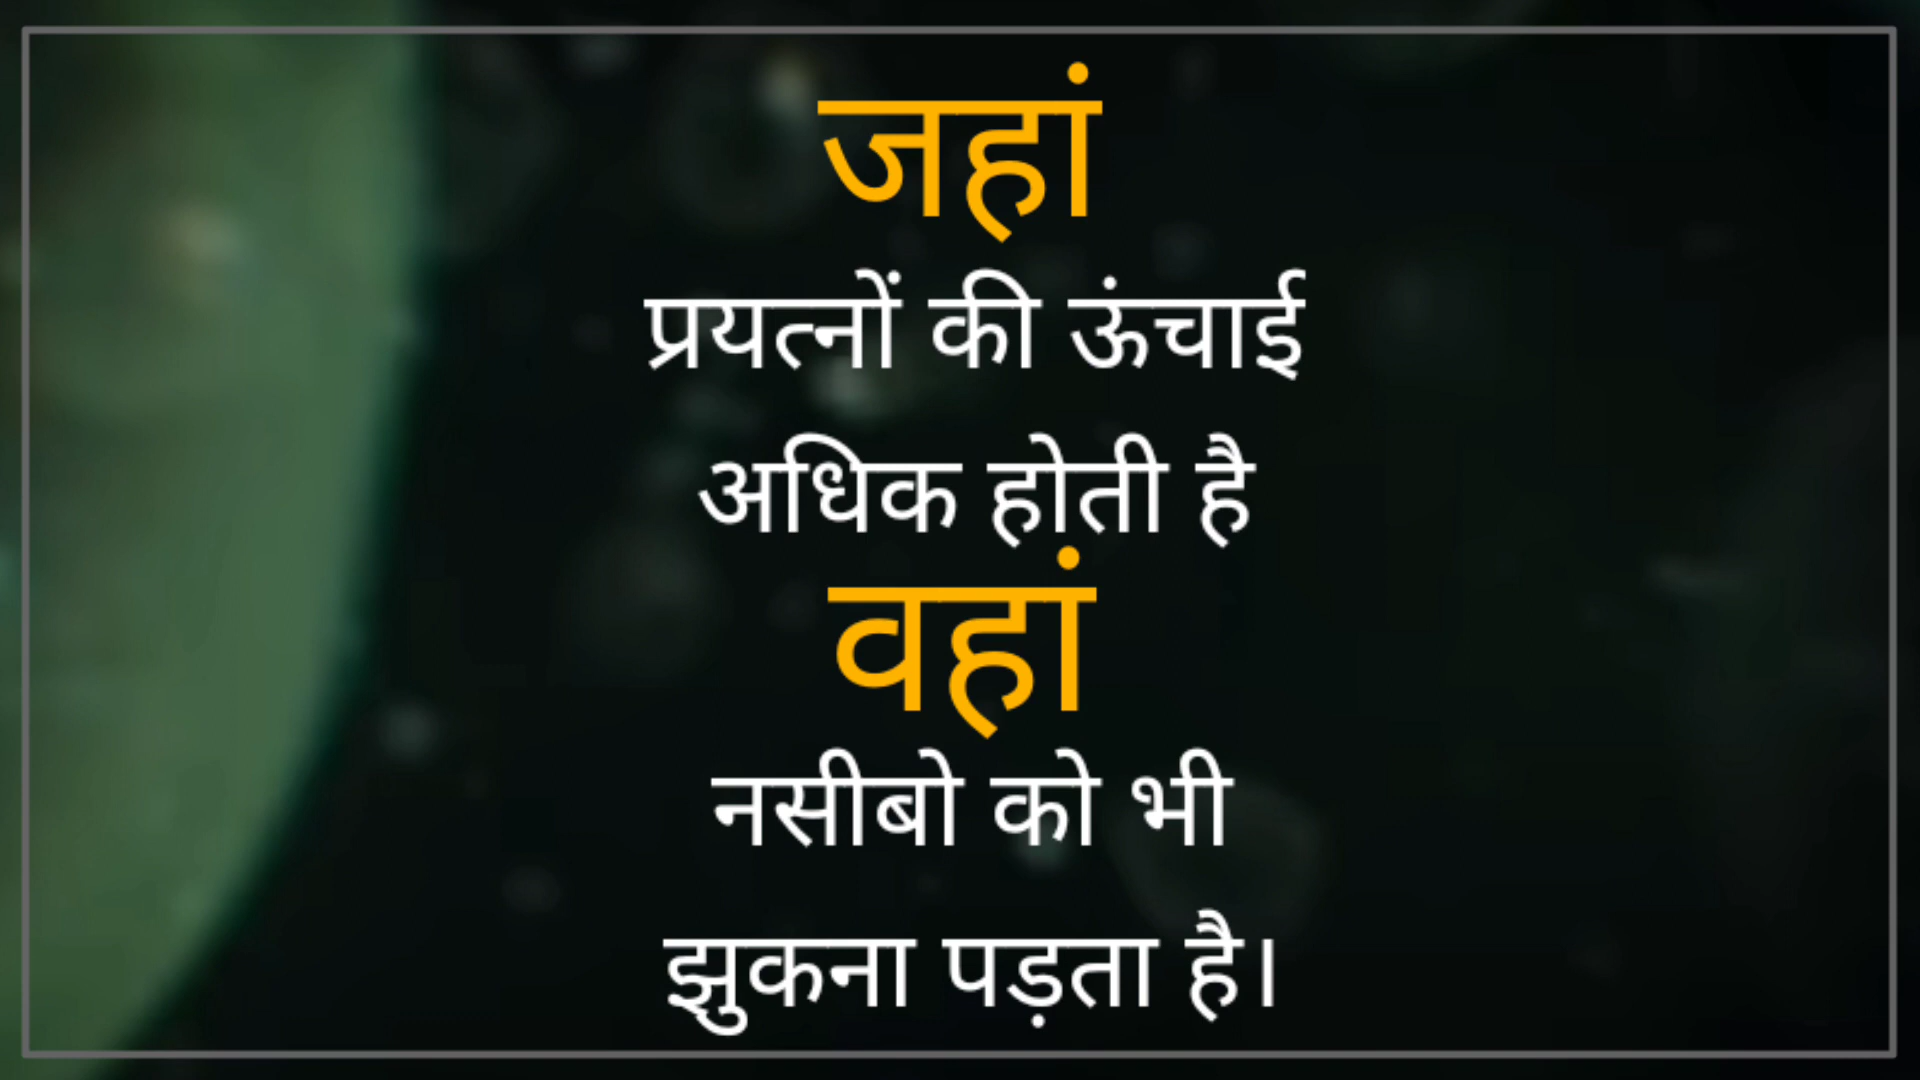 जहां
प्रयत्नों की ऊंचाई
अधिक होती है
वहां
नसीबो को भी
झुकना पड़ता है।